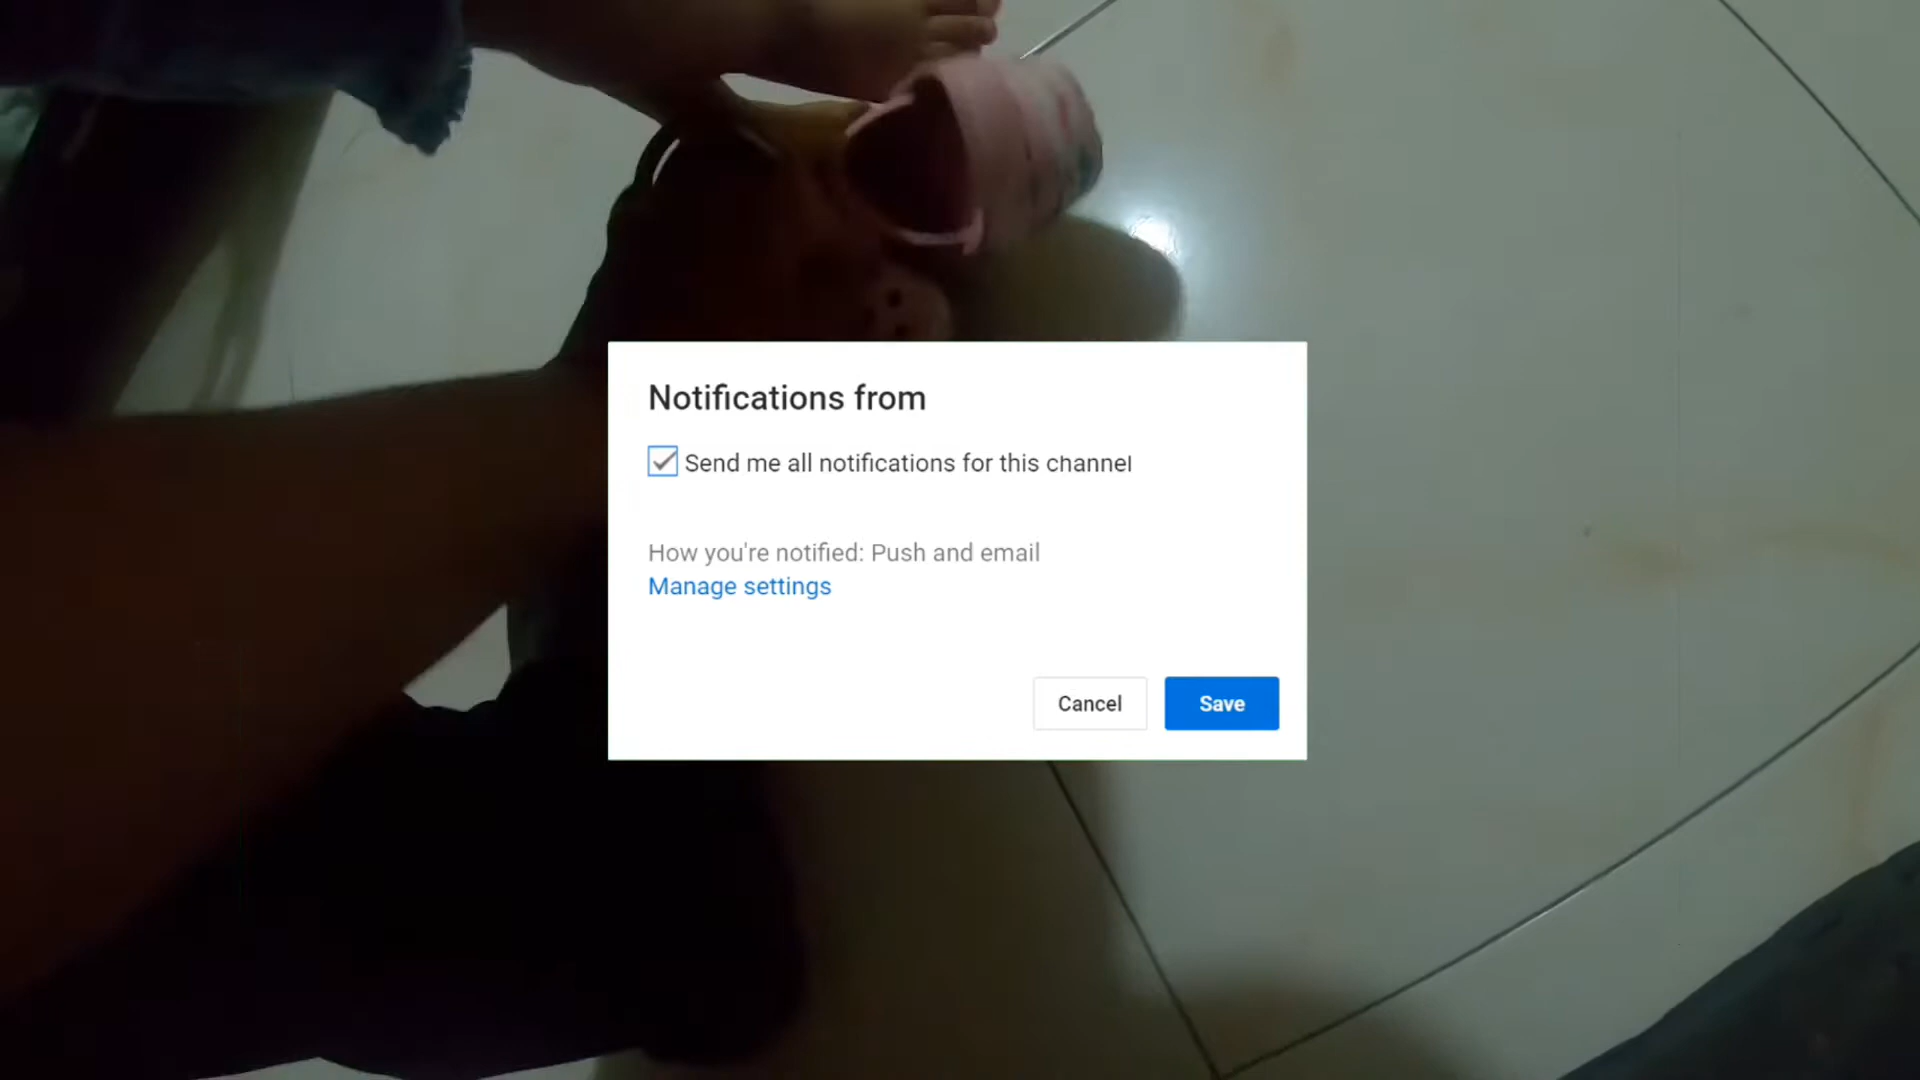 Notifications from
Send me all notifications for this channel
How you're notified: Push and email
Manage settings
Cancel
Save